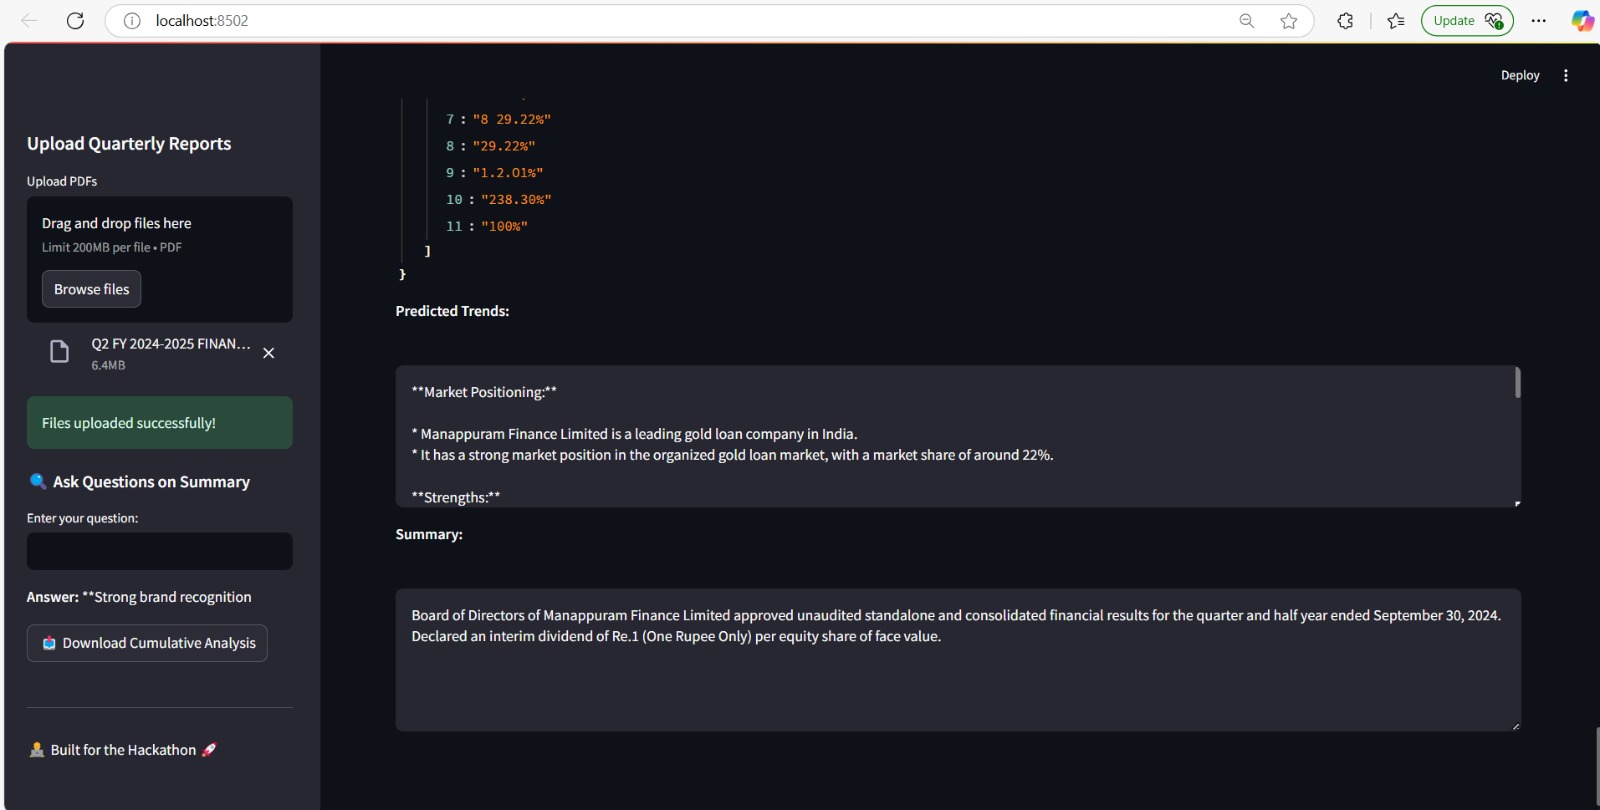 localhost:8502
Update
Deploy
Upload Quarterly Reports
Upload PDFs
Drag and drop files here
Limit 200MB per file • PDF
Browse files
Q2 FY 2024-2025 FINAN...
6.4MB
Files uploaded successfully!
🔍 Ask Questions on Summary
Enter your question:
Answer: **Strong brand recognition
📩 Download Cumulative Analysis
👨‍💻 Built for the Hackathon 🚀
7 : "8 29.22%"
8 : "29.22%"
9 : "1.2.O1%"
10 : "238.30%"
11 : "100%"
]
}
Predicted Trends:
**Market Positioning:**
* Manappuram Finance Limited is a leading gold loan company in India.
* It has a strong market position in the organized gold loan market, with a market share of around 22%.
**Strengths:**
Summary:
Board of Directors of Manappuram Finance Limited approved unaudited standalone and consolidated financial results for the quarter and half year ended September 30, 2024.
Declared an interim dividend of Re.1 (One Rupee Only) per equity share of face value.